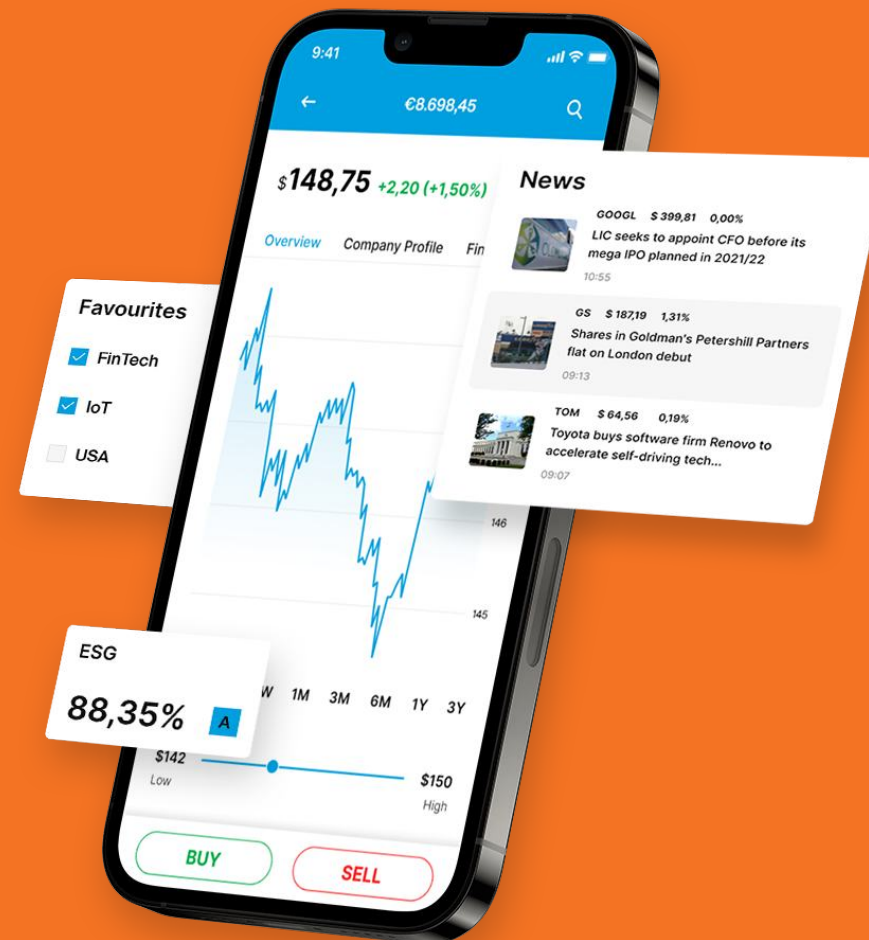 9:41
€8.698,45
$148,75 +2,20 (+1,50%)
Overview Company Profile Fin
146
145
W 1M 3M 6M 1Y 3Y
$142
Low
$150
High
BUY
SELL
News
GOOGL $ 399,81 0,00%
LIC seeks to appoint CFO before its
mega IPO planned in 2021/22
10:55
GS $ 187,19 1,31%
Shares in Goldman's Petershill Partners
flat on London debut
09:13
TOM $ 64,56 0,19%
Toyota buys software firm Renovo to
accelerate self-driving tech...
09:07
Favourites
FinTech
IoT
USA
ESG
88,35% A